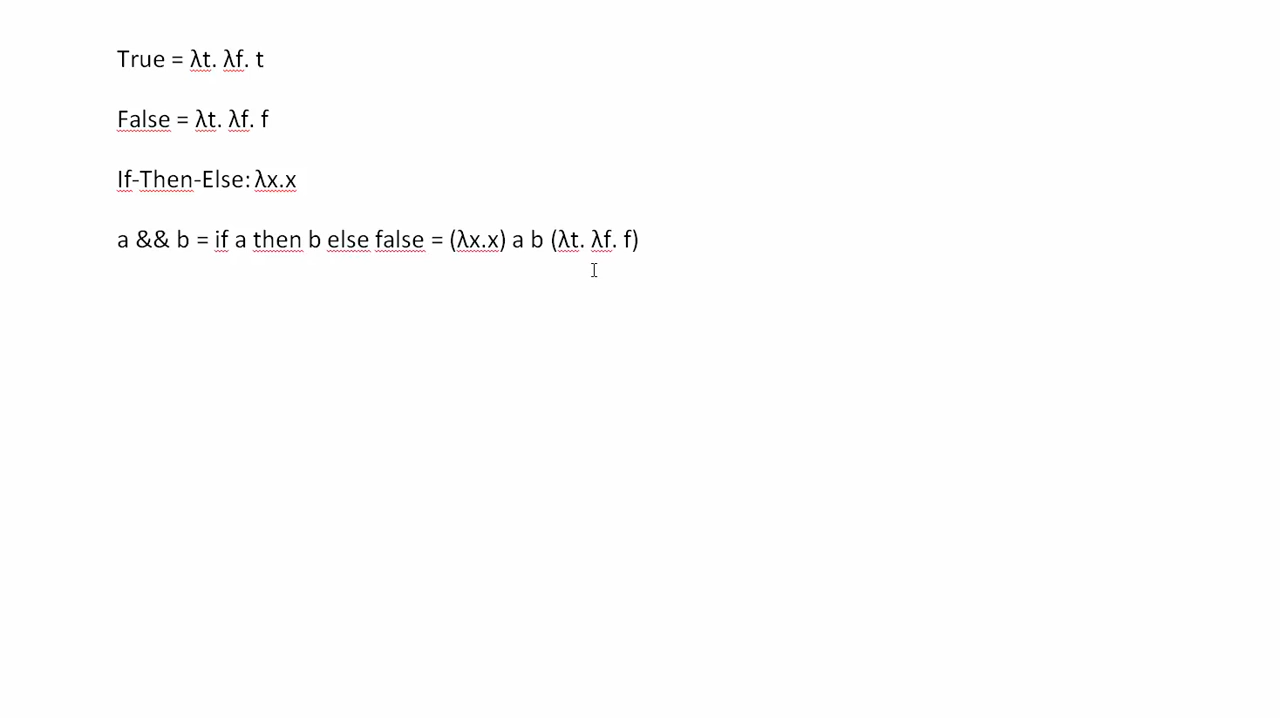 True = λt. λf. t
False = λt. λf. f
If-Then-Else: λx.x
a && b = if a then b else false = (λx.x) a b (λt. λf. f)